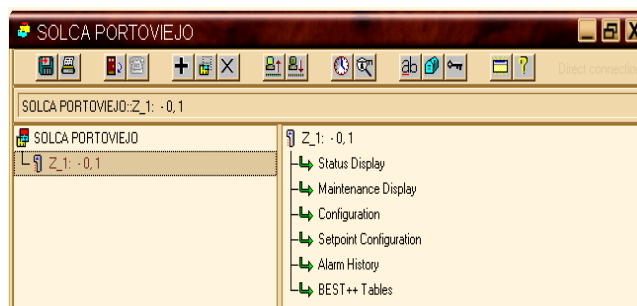 SOLCA PORTOVIEJO
ab ?
Direct connection
SOLCA PORTOVIEJO::Z_1: -0,1
SOLCA PORTOVIEJO
Z_1: -0,1
Z_1: -0,1
Status Display
Maintenance Display
Configuration
Setpoint Configuration
Alarm History
BEST++ Tables